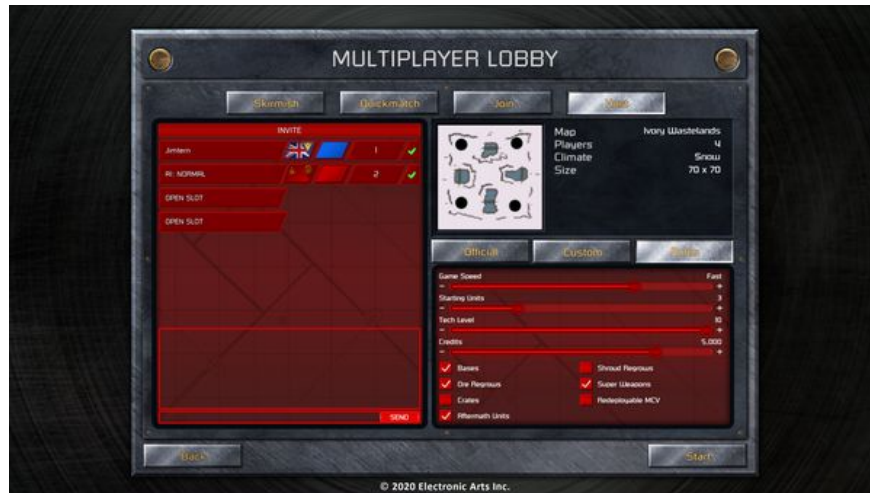 MULTIPLAYER LOBBY
Skirmish Quickmatch Join Host
INVITE
Jimtern 1
AI: NORMAL 2
OPEN SLOT
OPEN SLOT
SEND
Map Ivory Wastelands
Players 4
Climate Snow
Size 70 x 70
Official Custom Rules
Game Speed Fast
- +
Starting Units 3
- +
Tech Level 10
- +
Credits 5,000
- +
Bases Shroud Regrows
Ore Regrows Super Weapons
Crates Redeployable MCV
Aftermath Units
Back Start
© 2020 Electronic Arts Inc.